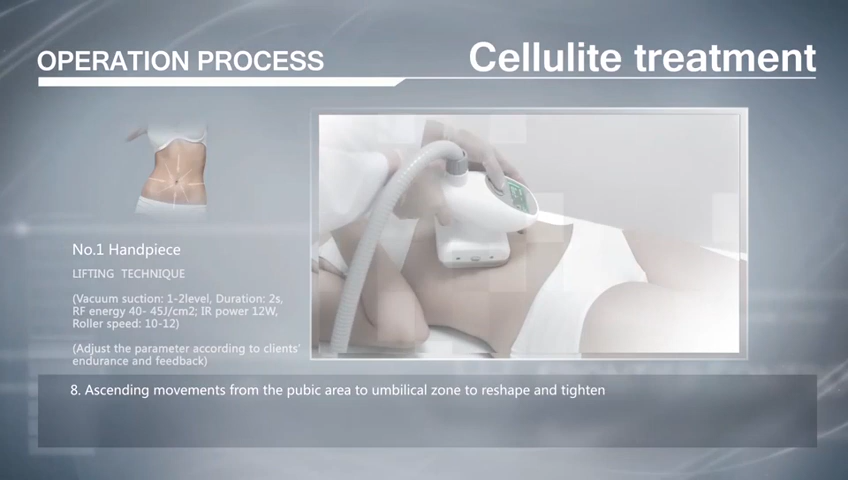 OPERATION PROCESS
Cellulite treatment
No.1 Handpiece
LIFTING TECHNIQUE
(Vacuum suction: 1-2level, Duration: 2s,
RF energy 40- 45J/cm2; IR power 12W,
Roller speed: 10-12)
(Adjust the parameter according to clients'
endurance and feedback)
8. Ascending movements from the pubic area to umbilical zone to reshape and tighten